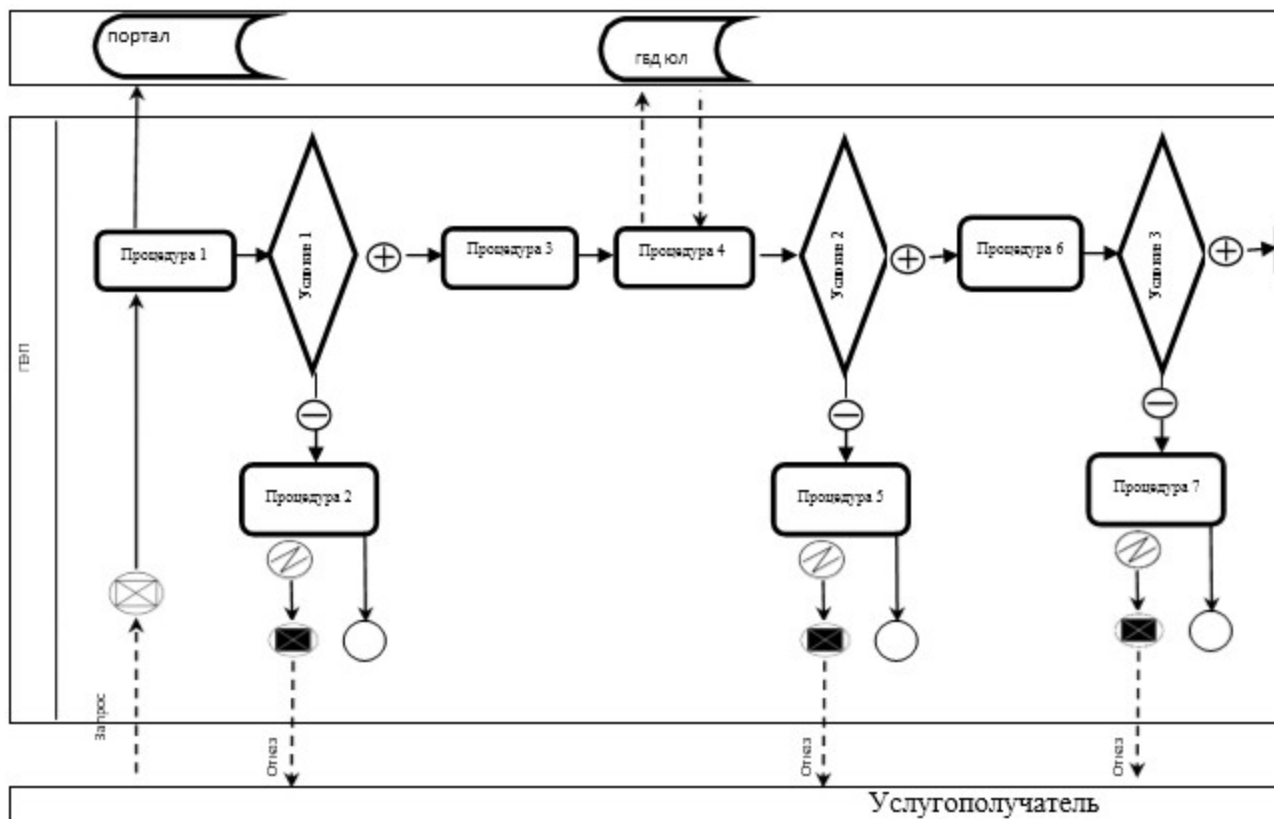 портал
ГБД ЮЛ
Процедура 1
Условие 1
Процедура 3
Процедура 4
Условие 2
Процедура 6
Условие 3
ПЭП
Процедура 2
Процедура 5
Процедура 7
Запрос
Отказ
Отказ
Отказ
Услугополучатель